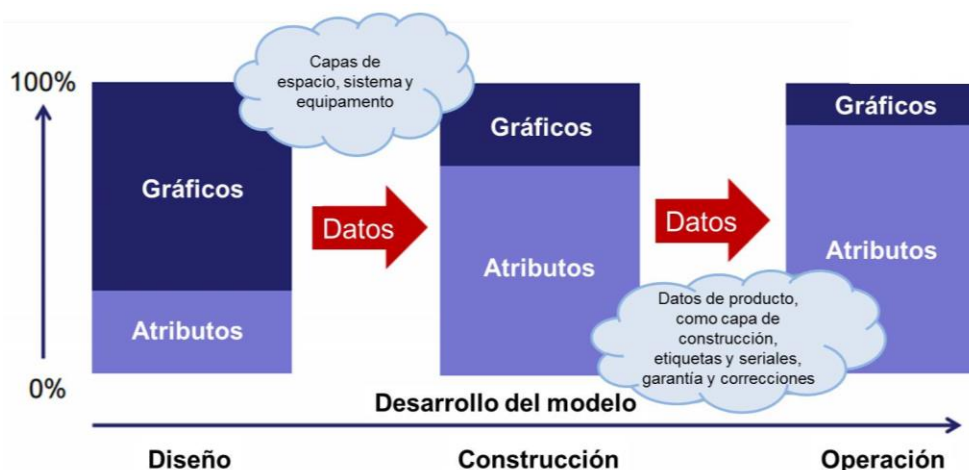 100%
Capas de
espacio, sistema y
equipamento
Gráficos
Atributos
Datos
Gráficos
Atributos
Datos
Gráficos
Atributos
Datos de producto,
como capa de
construcción,
etiquetas y seriales,
garantía y correcciones
0%
Desarrollo del modelo
Diseño
Construcción
Operación